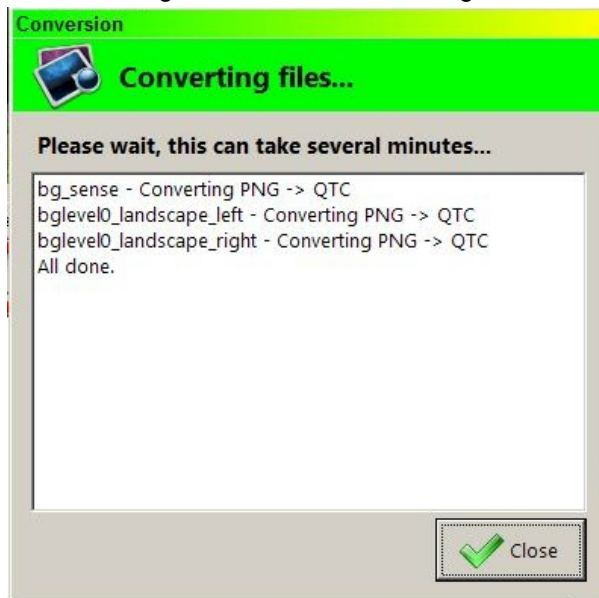 Conversion
Converting files...
Please wait, this can take several minutes...
bg_sense - Converting PNG -> QTC
bglevel0_landscape_left - Converting PNG -> QTC
bglevel0_landscape_right - Converting PNG -> QTC
All done.
Close